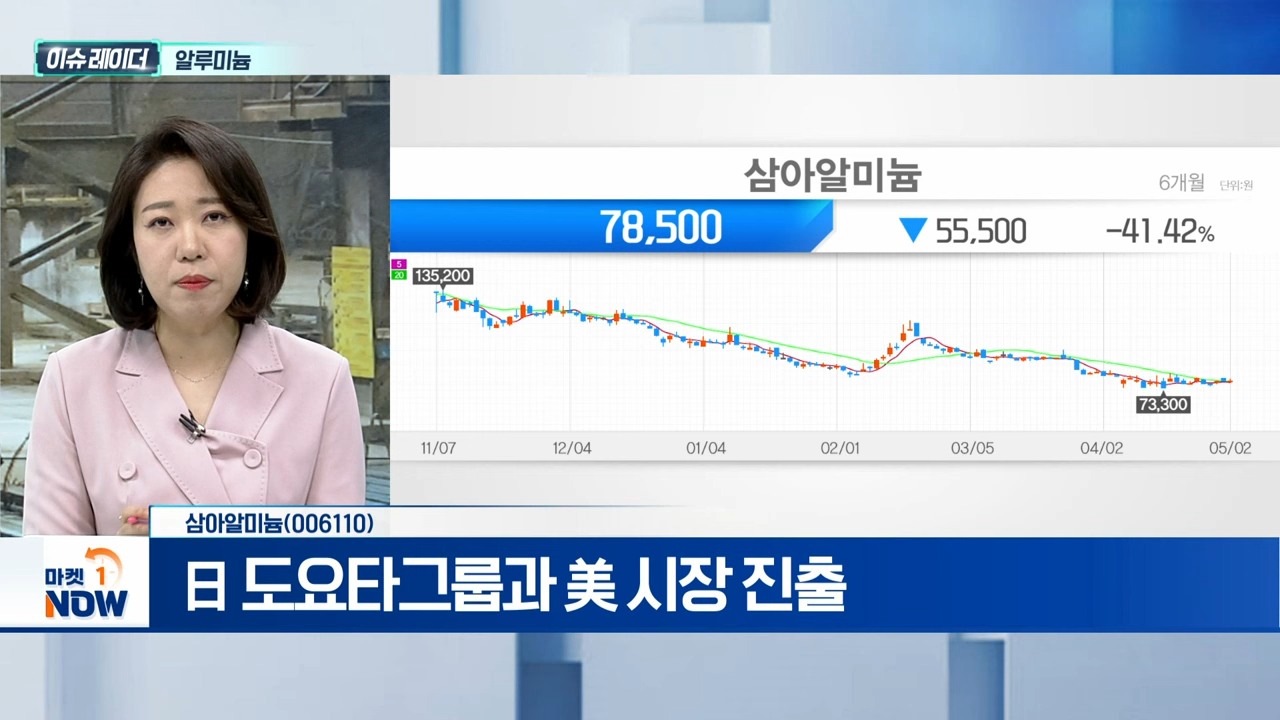 이슈 레이더 알루미늄
삼아알미늄
6개월 단위:원
78,500 ▼ 55,500 -41.42%
5
20
135,200
73,300
11/07 12/04 01/04 02/01 03/05 04/02 05/02
삼아알미늄(006110)
마켓 1
NOW
日 도요타그룹과 美 시장 진출